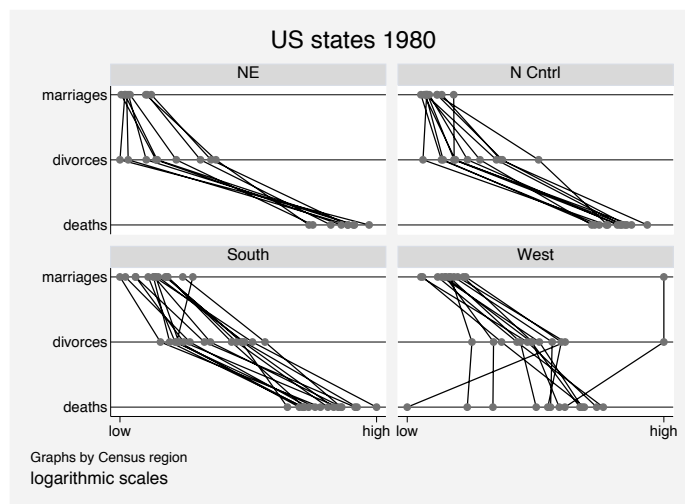 US states 1980
NE
N Cntrl
marriages
divorces
deaths
South
West
marriages
divorces
deaths
low
high
low
high
Graphs by Census region
logarithmic scales